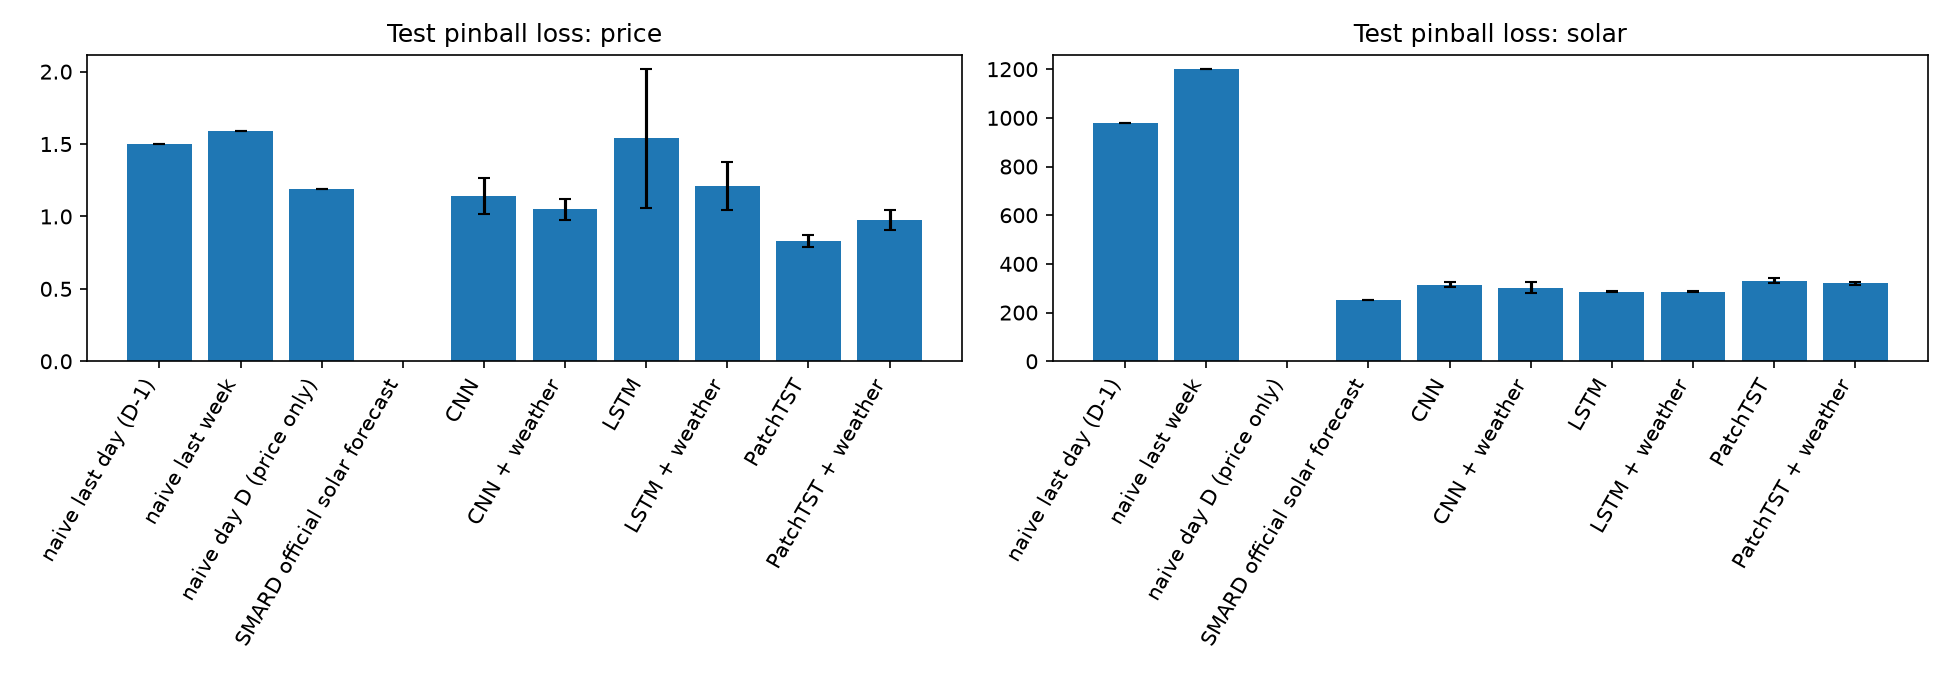 Test pinball loss: price
2.0
1.5
1.0
0.5
0.0
naive last day (D-1)
naive last week
naive day D (price only)
SMARD official solar forecast
CNN
CNN + weather
LSTM
LSTM + weather
PatchTST
PatchTST + weather
Test pinball loss: solar
1200
1000
800
600
400
200
0
naive last day (D-1)
naive last week
naive day D (price only)
SMARD official solar forecast
CNN
CNN + weather
LSTM
LSTM + weather
PatchTST
PatchTST + weather